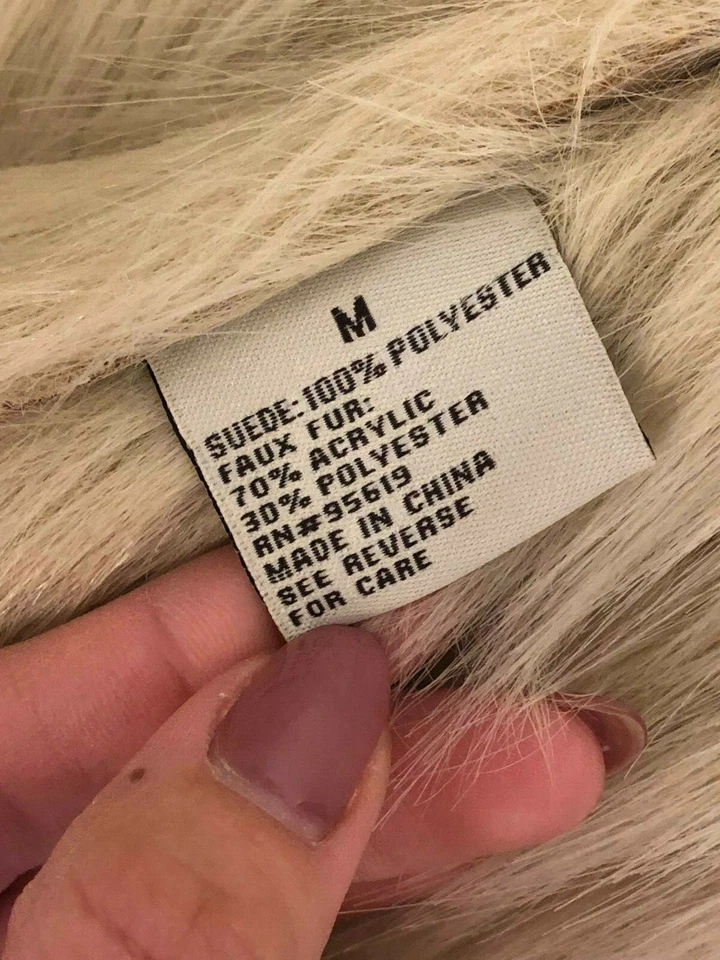 M
SUEDE:100% POLYESTER
FAUX FUR:
70% ACRYLIC
30% POLYESTER
RN#95619
MADE IN CHINA
SEE REVERSE
FOR CARE